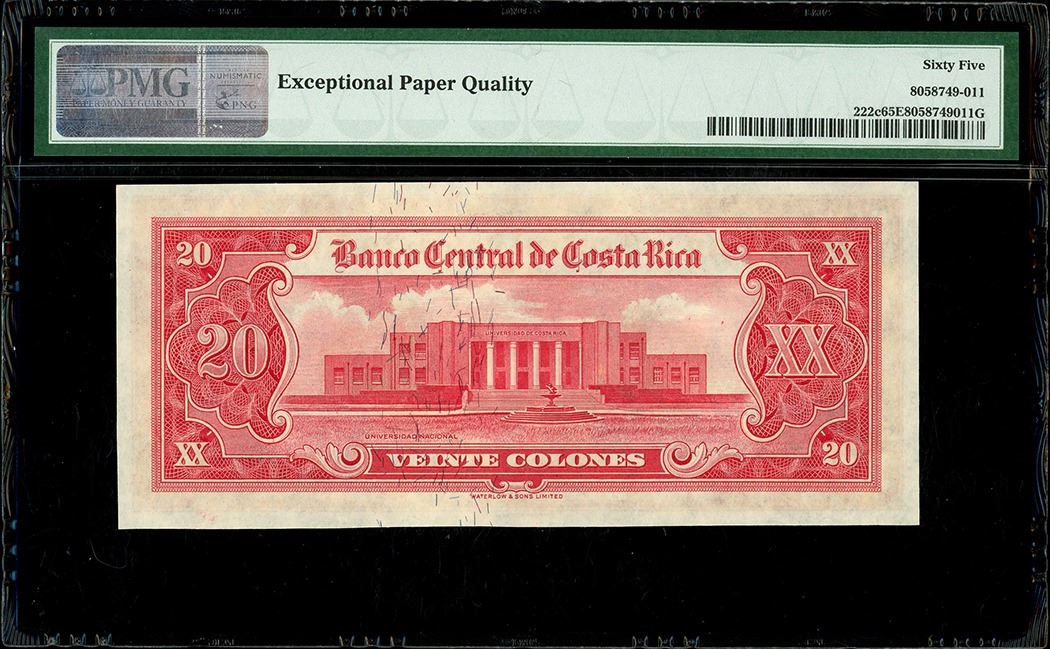 PMG
PAPER MONEY GUARANTY
NUMISMATIC
PNG
Exceptional Paper Quality
Sixty Five
8058749-011
222c65E8058749011G
20
Banco Central de Costa Rica
XX
UNIVERSIDAD DE COSTA RICA
20
XX
UNIVERSIDAD NACIONAL
XX
VEINTE COLONES
20
WATERLOW & SONS LIMITED